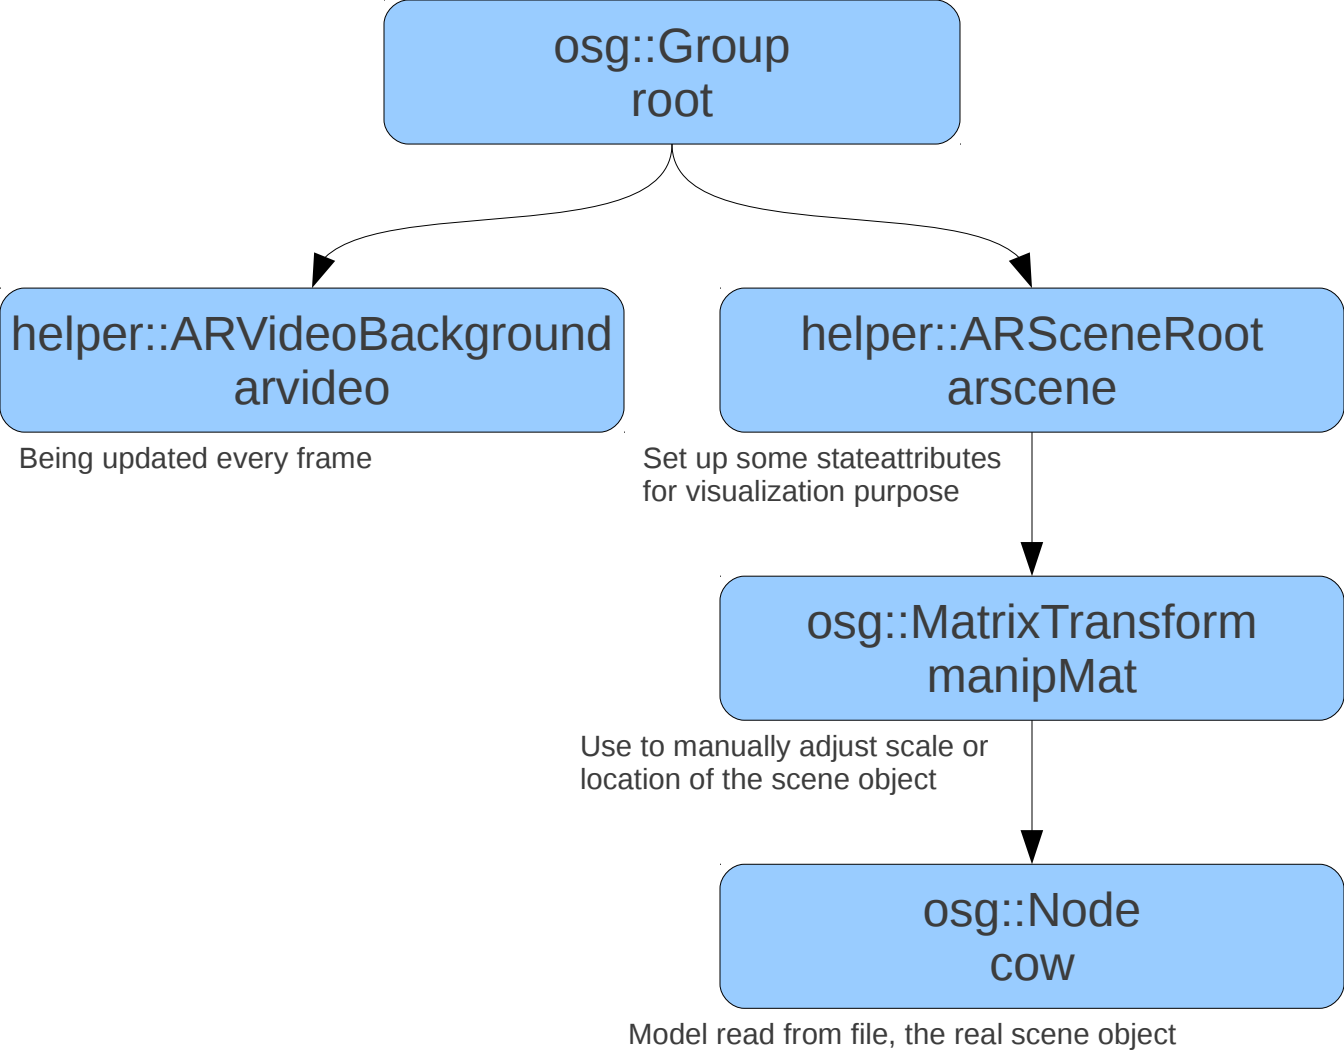 osg::Group
root
helper::ARVideoBackground
arvideo
Being updated every frame
helper::ARSceneRoot
arscene
Set up some stateattributes
for visualization purpose
osg::MatrixTransform
manipMat
Use to manually adjust scale or
location of the scene object
osg::Node
cow
Model read from file, the real scene object